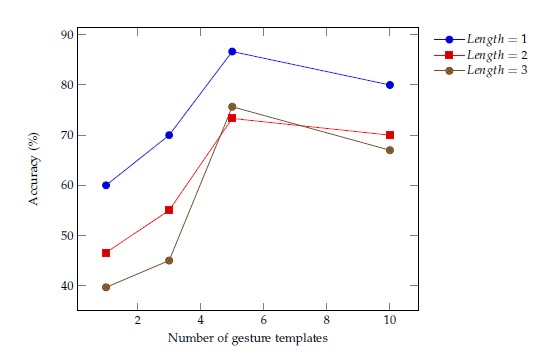 90
80
70
60
50
40
Accuracy (%)
2 4 6 8 10
Number of gesture templates
Length = 1
Length = 2
Length = 3